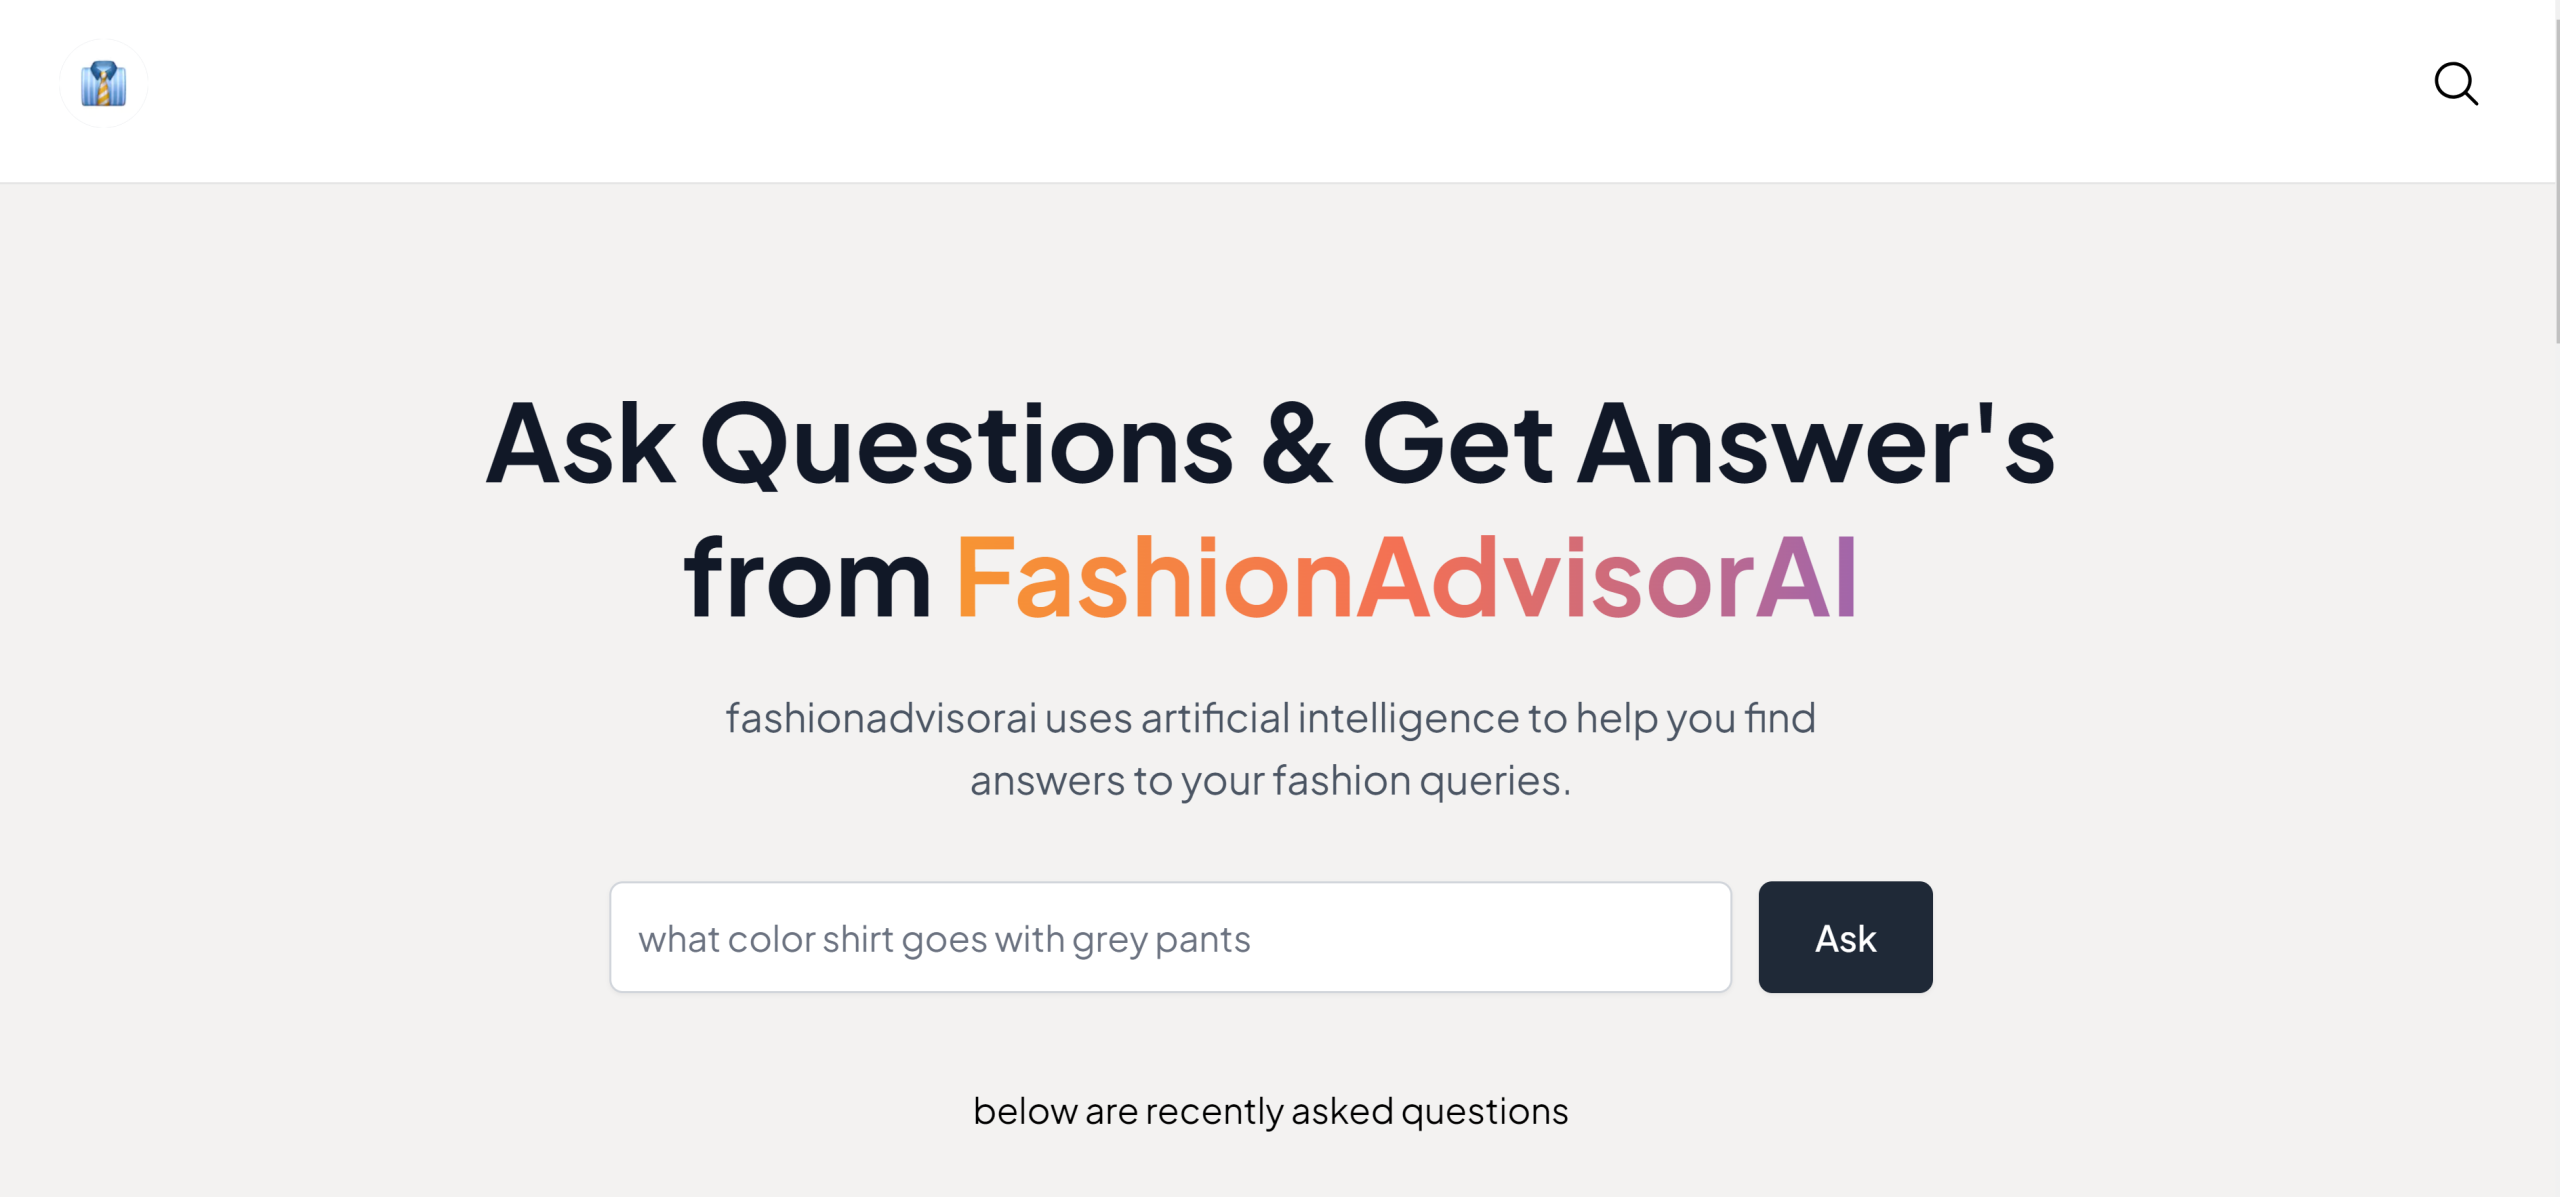 Ask Questions & Get Answer's
from FashionAdvisorAI
fashionadvisorai uses artificial intelligence to help you find
answers to your fashion queries.
what color shirt goes with grey pants
Ask
below are recently asked questions